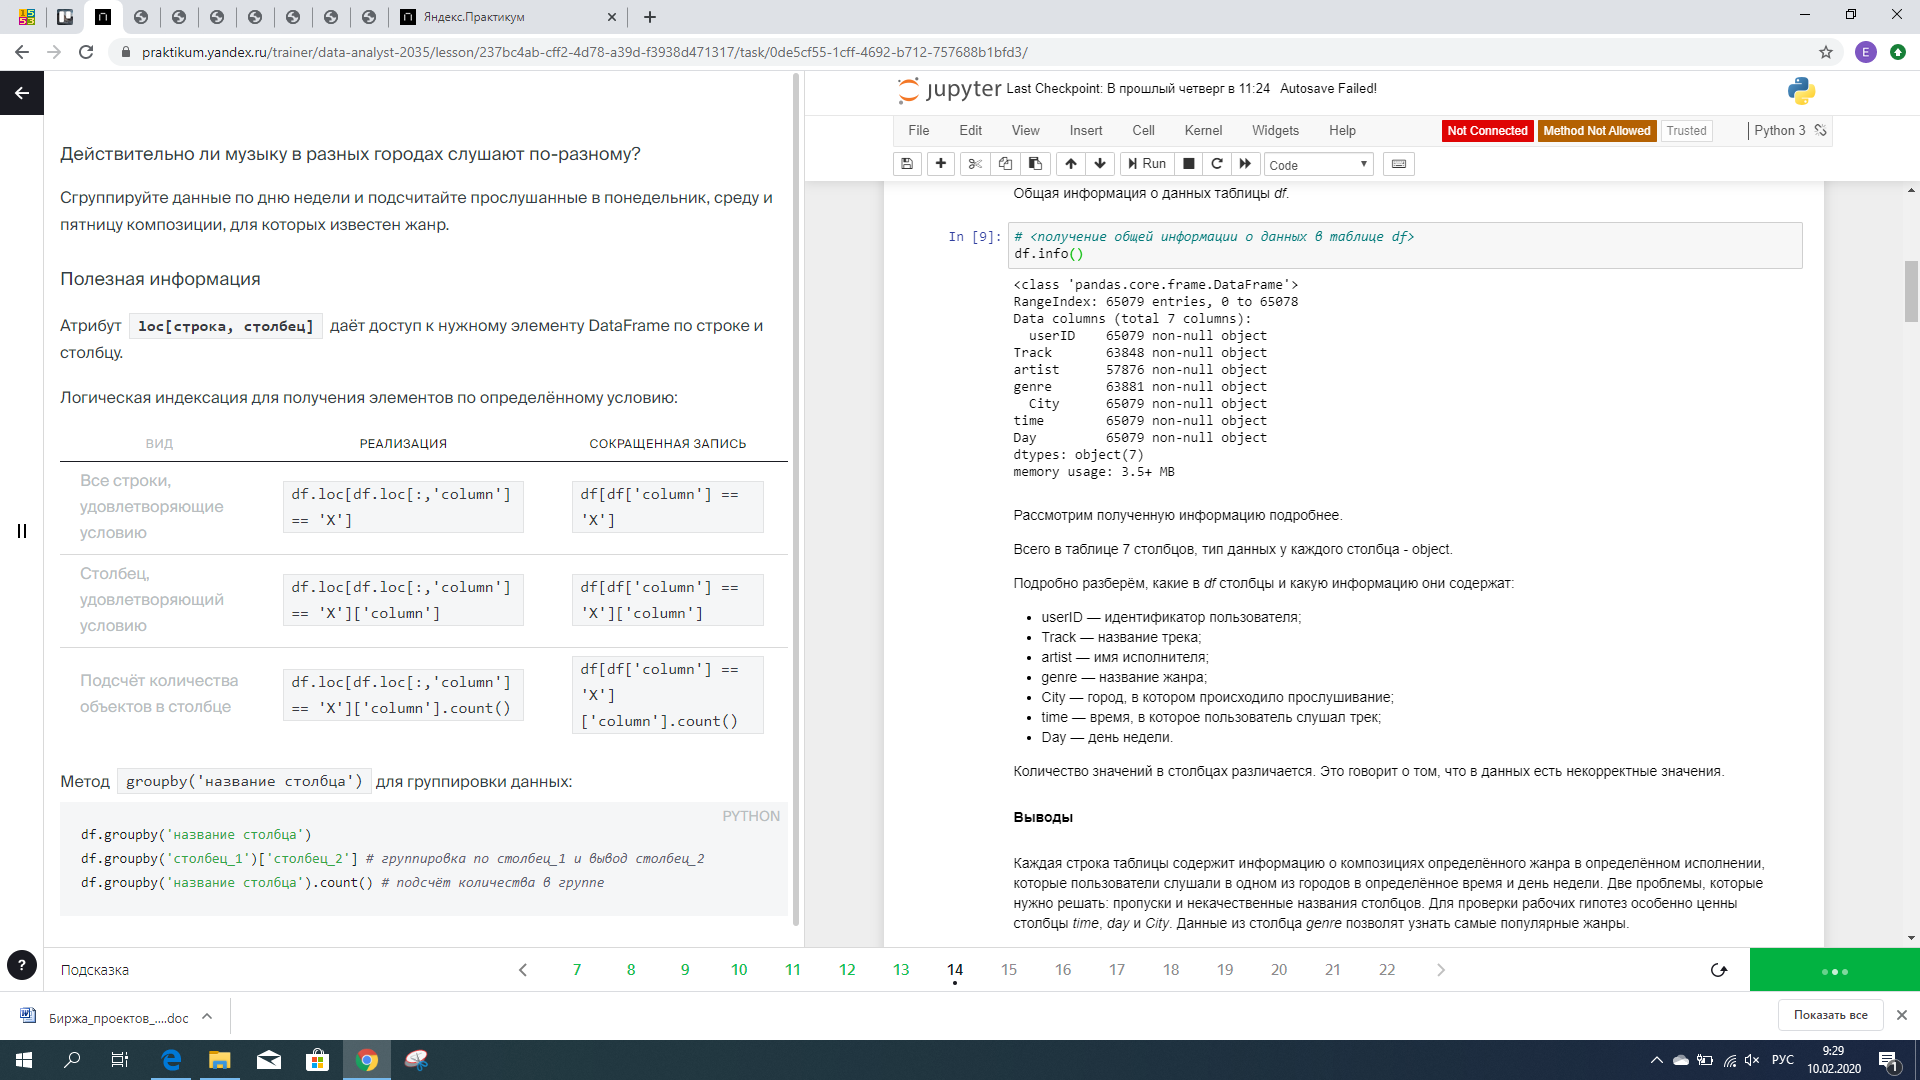 Яндекс.Практикум
praktikum.yandex.ru/trainer/data-analyst-2035/lesson/237bc4ab-cff2-4d78-a39d-f3938d471317/task/0de5cf55-1cff-4692-b712-757688b1bfd3/
E
Действительно ли музыку в разных городах слушают по-разному?
Сгруппируйте данные по дню недели и подсчитайте прослушанные в понедельник, среду и
пятницу композиции, для которых известен жанр.
Полезная информация
Атрибут loc[строка, столбец] даёт доступ к нужному элементу DataFrame по строке и
столбцу.
Логическая индексация для получения элементов по определённому условию:
ВИД РЕАЛИЗАЦИЯ СОКРАЩЕННАЯ ЗАПИСЬ
Все строки,
удовлетворяющие
условию
df.loc[df.loc[:,'column']
== 'X']
df[df['column'] ==
'X']
Столбец,
удовлетворяющий
условию
df.loc[df.loc[:,'column']
== 'X']['column']
df[df['column'] ==
'X']['column']
Подсчёт количества
объектов в столбце
df.loc[df.loc[:,'column']
== 'X']['column'].count()
df[df['column'] ==
'X']
['column'].count()
Метод groupby('название столбца') для группировки данных:
PYTHON
df.groupby('название столбца')
df.groupby('столбец_1')['столбец_2'] # группировка по столбец_1 и вывод столбец_2
df.groupby('название столбца').count() # подсчёт количества в группе
jupyter Last Checkpoint: В прошлый четверг в 11:24 Autosave Failed!
File Edit View Insert Cell Kernel Widgets Help Not Connected Method Not Allowed Trusted Python 3
Run Code
Общая информация о данных таблицы df.
In [9]: # <получение общей информации о данных в таблице df>
df.info()
<class 'pandas.core.frame.DataFrame'>
RangeIndex: 65079 entries, 0 to 65078
Data columns (total 7 columns):
userID 65079 non-null object
Track 63848 non-null object
artist 57876 non-null object
genre 63881 non-null object
City 65079 non-null object
time 65079 non-null object
Day 65079 non-null object
dtypes: object(7)
memory usage: 3.5+ MB
Рассмотрим полученную информацию подробнее.
Всего в таблице 7 столбцов, тип данных у каждого столбца - object.
Подробно разберём, какие в df столбцы и какую информацию они содержат:
• userID — идентификатор пользователя;
• Track — название трека;
• artist — имя исполнителя;
• genre — название жанра;
• City — город, в котором происходило прослушивание;
• time — время, в которое пользователь слушал трек;
• Day — день недели.
Количество значений в столбцах различается. Это говорит о том, что в данных есть некорректные значения.
Выводы
Каждая строка таблицы содержит информацию о композициях определённого жанра в определённом исполнении,
которые пользователи слушали в одном из городов в определённое время и день недели. Две проблемы, которые
нужно решать: пропуски и некачественные названия столбцов. Для проверки рабочих гипотез особенно ценны
столбцы time, day и City. Данные из столбца genre позволят узнать самые популярные жанры.
? Подсказка 7 8 9 10 11 12 13 14 15 16 17 18 19 20 21 22
Биржа_проектов_....doc Показать все
РУС 9:29
10.02.2020 1